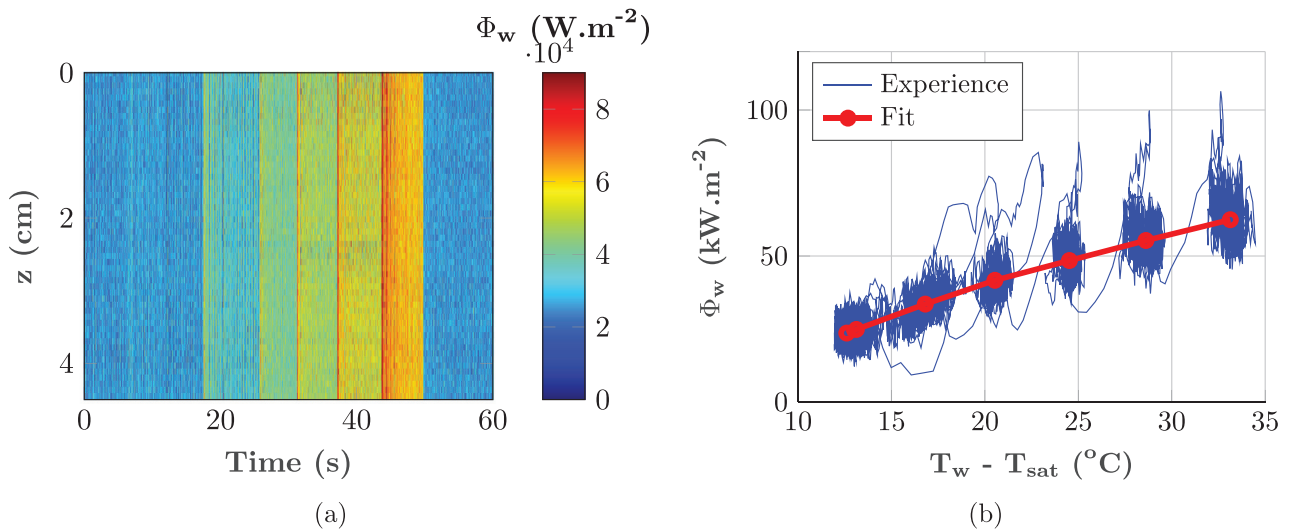 Φw (W.m-2)
·10^4
0
2
4
z (cm)
0
20
40
60
Time (s)
8
6
4
2
0
(a)
Experience
Fit
100
50
0
Φw (kW.m-2)
10
15
20
25
30
35
Tw - Tsat (°C)
(b)